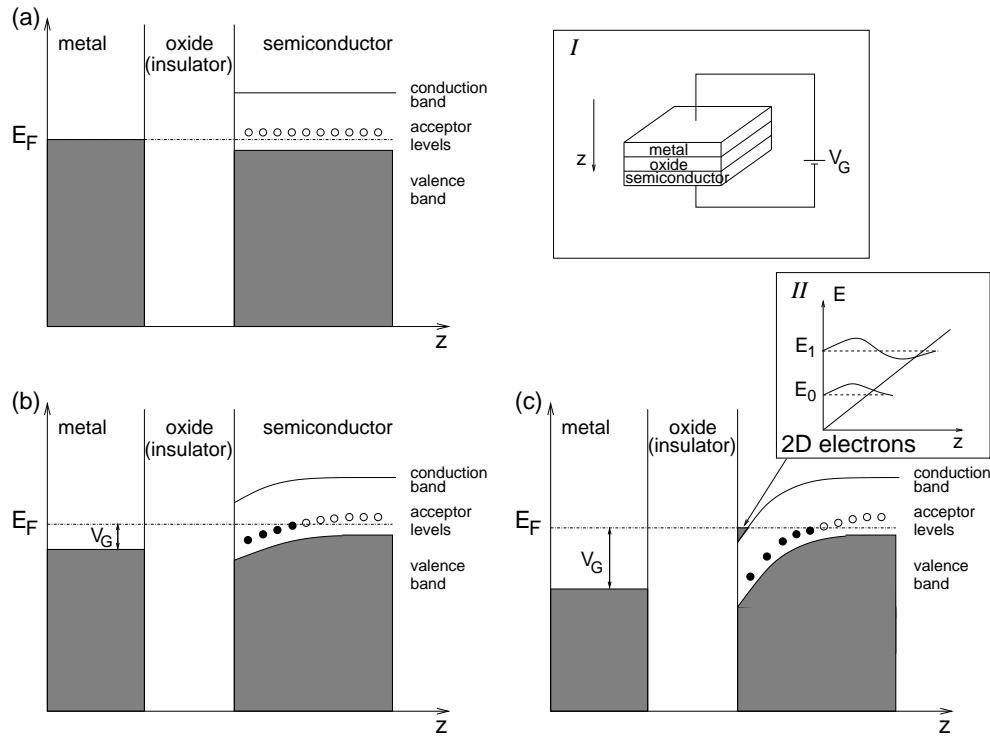 (a)
metal
oxide
(insulator)
semiconductor
conduction
band
acceptor
levels
valence
band
E_F
z
I
z
metal
oxide
semiconductor
V_G
II
E
E_1
E_0
z
2D electrons
(b)
metal
oxide
(insulator)
semiconductor
conduction
band
acceptor
levels
valence
band
E_F
V_G
z
(c)
metal
oxide
(insulator)
semiconductor
conduction
band
acceptor
levels
valence
band
E_F
V_G
z